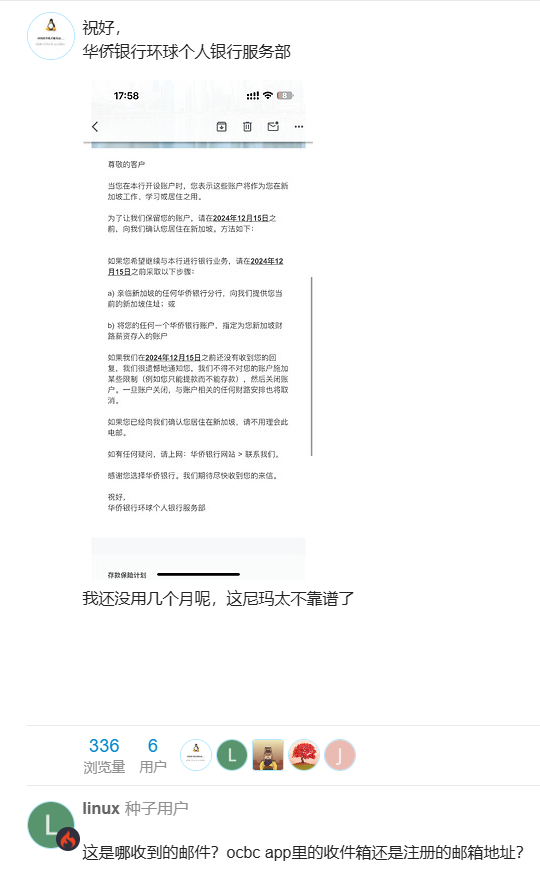 祝好，
华侨银行环球个人银行服务部
17:58
8
尊敬的客户
当您在本行开设账户时，您表示这些账户将作为您在新
加坡工作、学习或居住之用。
为了让我们保留您的账户，请在2024年12月15日之
前，向我们确认您居住在新加坡。方法如下：
如果您希望继续与本行进行银行业务，请在2024年12
月15日之前采取以下步骤：
a) 亲临新加坡的任何华侨银行分行，向我们提供您当
前的新加坡住址；或
b) 将您的任何一个华侨银行账户，指定为您新加坡财
路薪资存入的账户
如果我们在2024年12月15日之前还没有收到您的回
复，我们很遗憾地通知您，我们不得不对您的账户施加
某些限制（例如您只能提款而不能存款），然后关闭账
户。一旦账户关闭，与账户相关的任何财路安排也将取
消。
如果您已经向我们确认您居住在新加坡，请不用理会此
电邮。
如有任何疑问，请上网：华侨银行网站 > 联系我们。
感谢您选择华侨银行。我们期待尽快收到您的来信。
祝好，
华侨银行环球个人银行服务部
存款保险计划
我还没用几个月呢，这尼玛太不靠谱了
336 6
浏览量 用户
L
J
L
linux 种子用户
这是哪收到的邮件？ocbc app里的收件箱还是注册的邮箱地址？